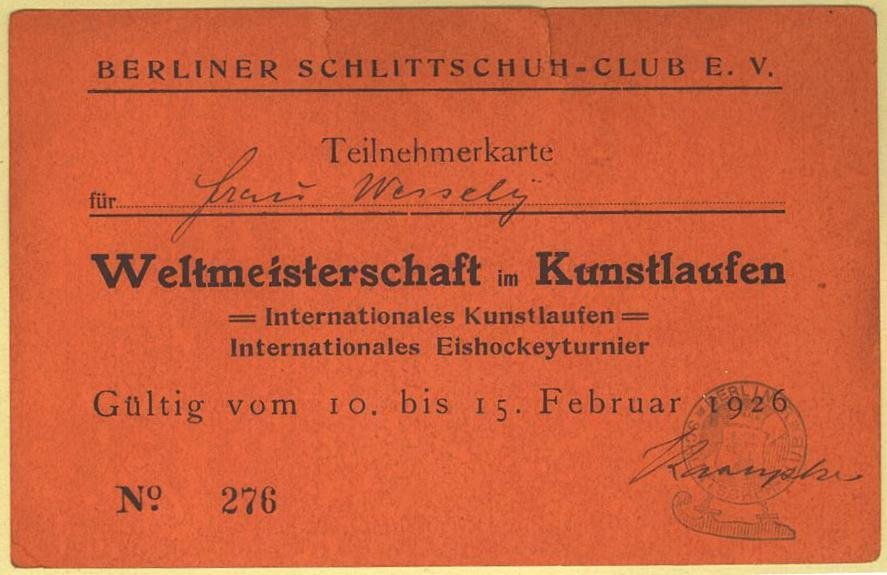 BERLINER SCHLITTSCHUH-CLUB E. V.
Teilnehmerkarte
für Frau Wessely
Weltmeisterschaft im Kunstlaufen
= Internationales Kunstlaufen =
Internationales Eishockeyturnier
Gültig vom 10. bis 15. Februar 1926
No 276